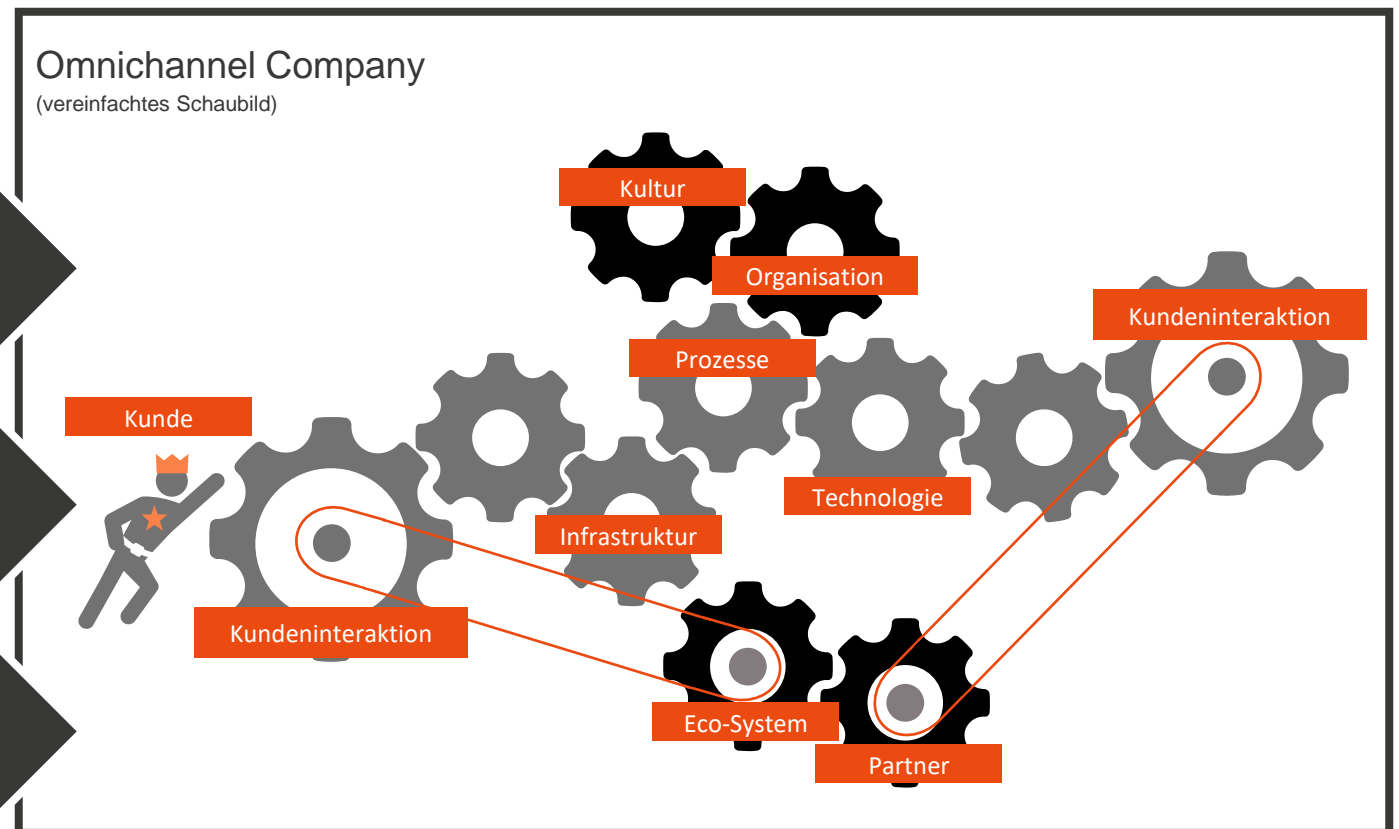 Omnichannel Company
(vereinfachtes Schaubild)
Kultur
Organisation
Kundeninteraktion
Prozesse
Kunde
Technologie
Infrastruktur
Kundeninteraktion
Eco-System
Partner